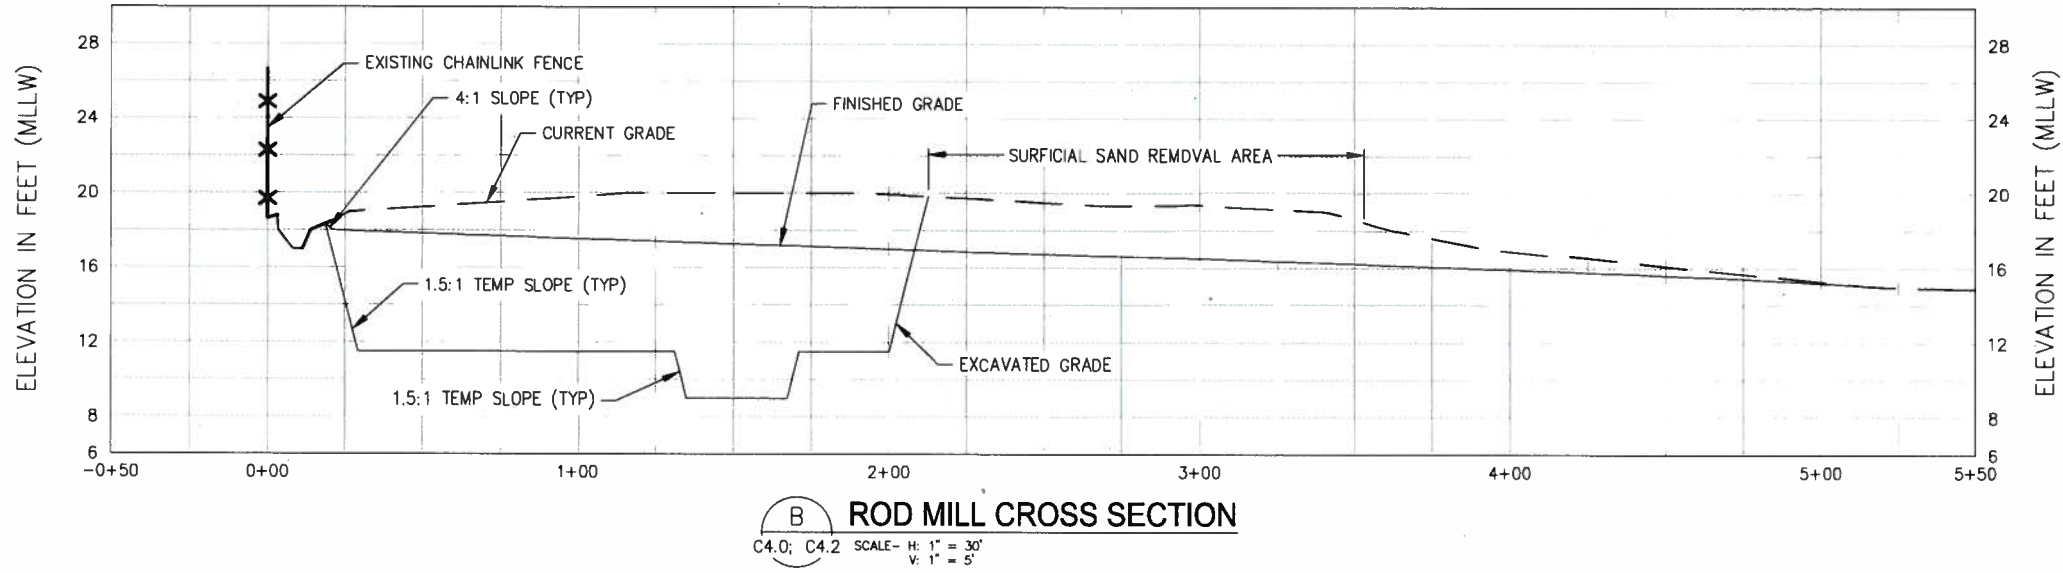 28
28
EXISTING CHAINLINK FENCE
4:1 SLOPE (TYP)
FINISHED GRADE
24
24
CURRENT GRADE
SURFICIAL SAND REMDVAL AREA
20
20
ELEVATION IN FEET (MLLW)
ELEVATION IN FEET (MLLW)
16
16
1.5:1 TEMP SLOPE (TYP)
12
12
EXCAVATED GRADE
1.5:1 TEMP SLOPE (TYP)
8
8
6
6
-0+50 0+00 1+00 2+00 3+00 4+00 5+00 5+50
B ROD MILL CROSS SECTION
C4.0; C4.2 SCALE- H: 1" = 30'
V: 1" = 5'